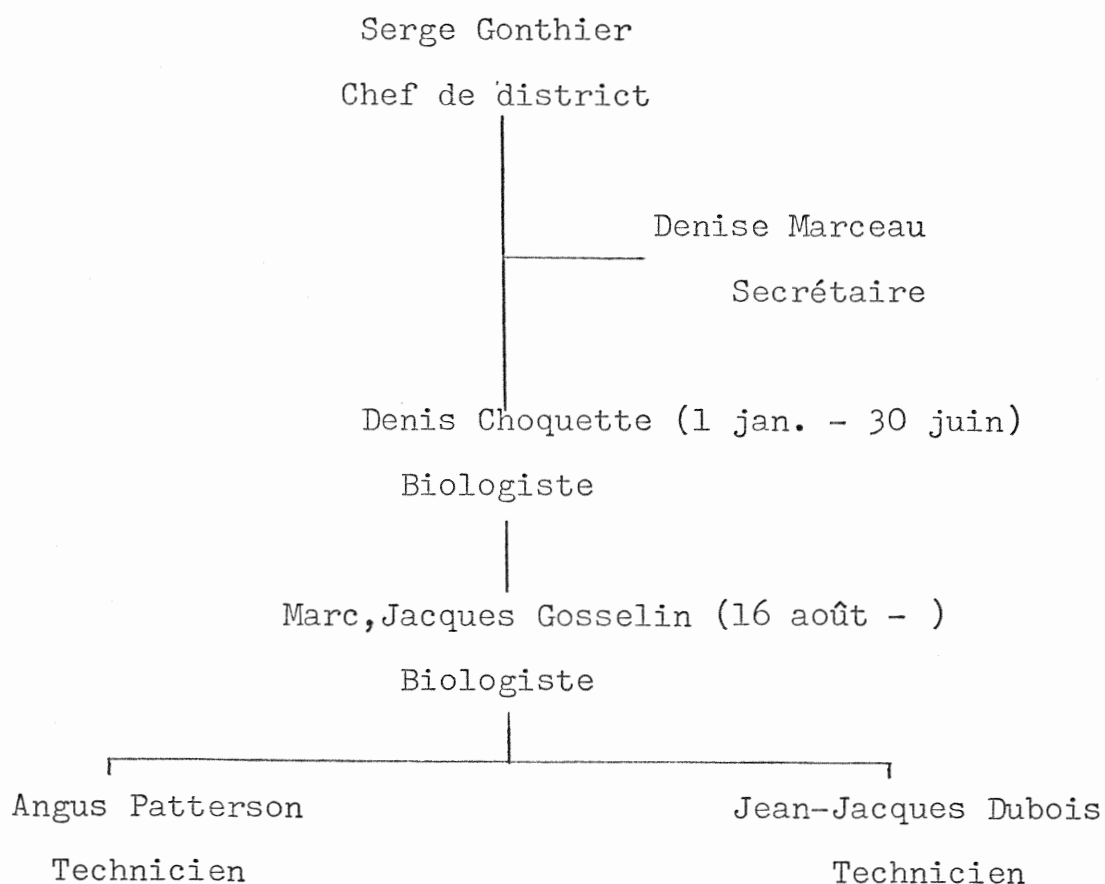 Serge Gonthier
Chef de district
Denise Marceau
Secrétaire
Denis Choquette (1 jan. - 30 juin)
Biologiste
Marc,Jacques Gosselin (16 août - )
Biologiste
Angus Patterson
Technicien
Jean-Jacques Dubois
Technicien